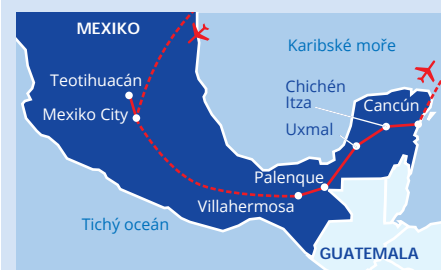 MEXIKO
Karibské moře
Teotihuacán
Chichén
Itza
Cancún
Mexiko City
Uxmal
Palenque
Villahermosa
Tichý oceán
GUATEMALA